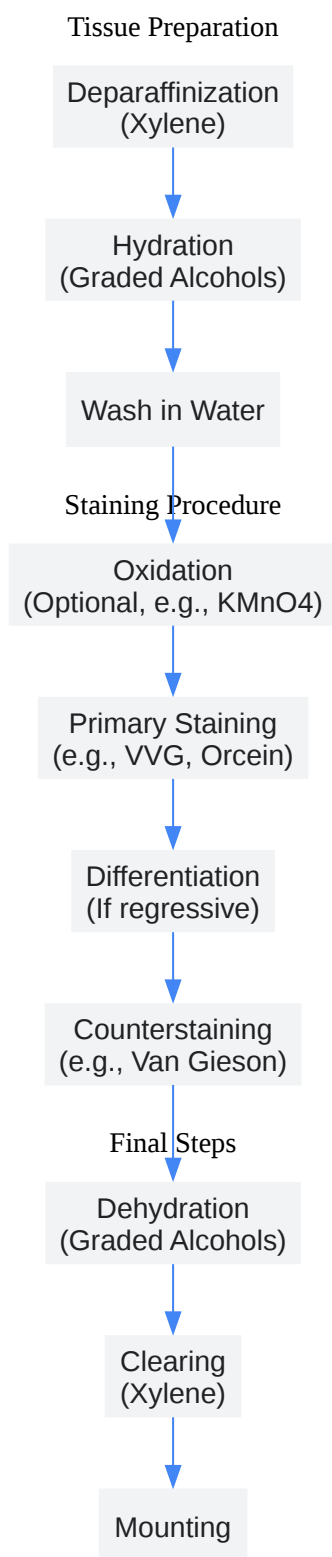 Tissue Preparation
Deparaffinization
(Xylene)
Hydration
(Graded Alcohols)
Wash in Water
Staining Procedure
Oxidation
(Optional, e.g., KMnO4)
Primary Staining
(e.g., VVG, Orcein)
Differentiation
(If regressive)
Counterstaining
(e.g., Van Gieson)
Final Steps
Dehydration
(Graded Alcohols)
Clearing
(Xylene)
Mounting